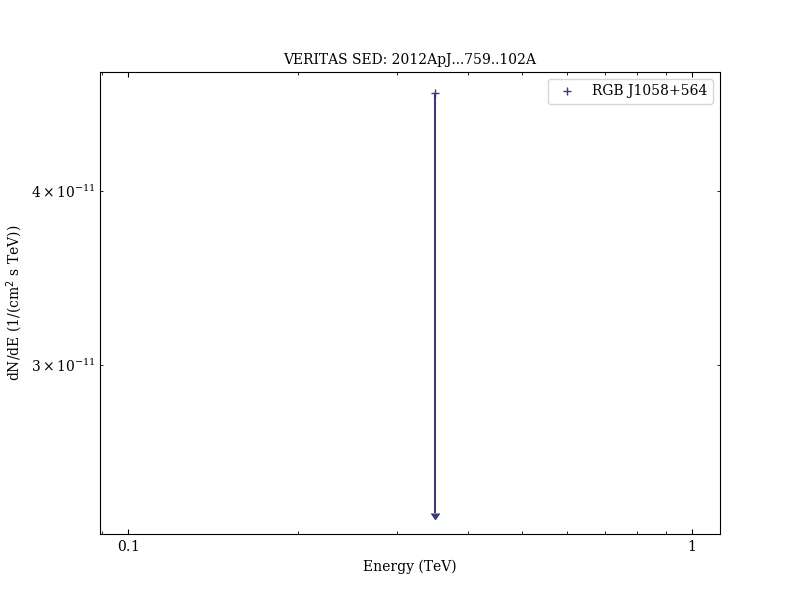 VERITAS SED: 2012ApJ...759..102A
RGB J1058+564
4×10⁻¹¹
3×10⁻¹¹
dN/dE (1/(cm² s TeV))
0.1
1
Energy (TeV)